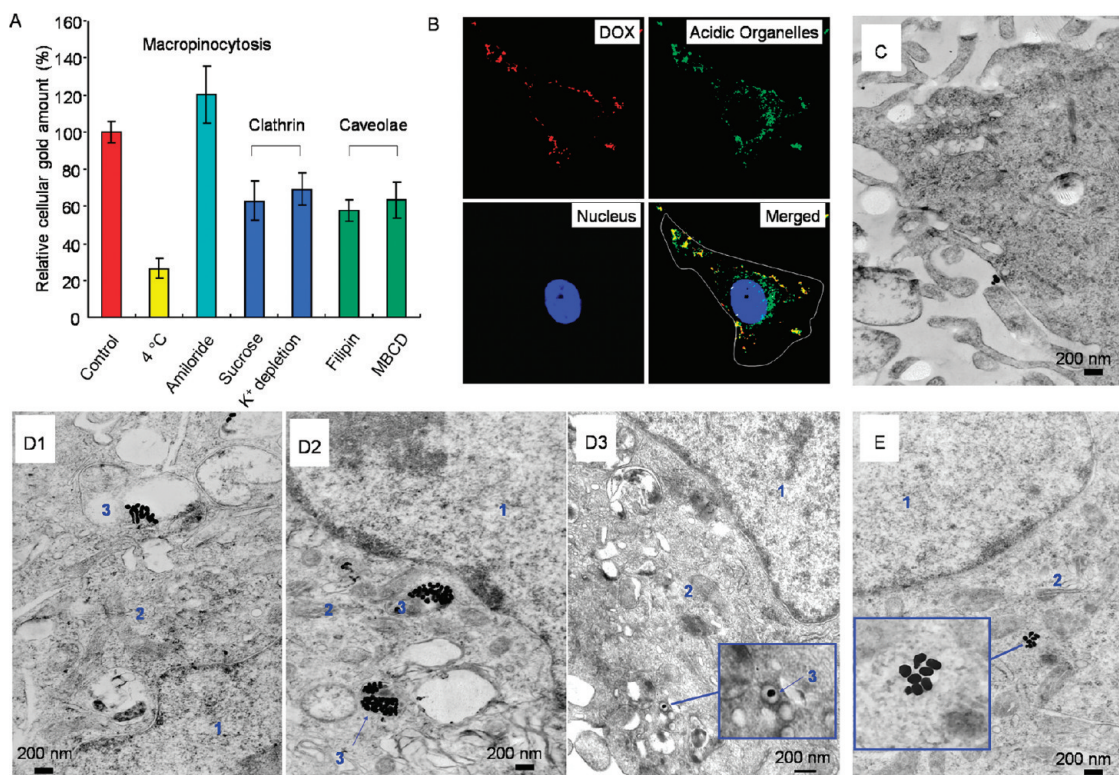 A
Relative cellular gold amount (%)
160
140
120
100
80
60
40
20
0
Macropinocytosis
Clathrin
Caveolae
Control
4 °C
Amiloride
Sucrose
K⁺ depletion
Filipin
MBCD
B
DOX
Acidic Organelles
Nucleus
Merged
C
200 nm
D1
3
2
1
200 nm
D2
1
2
3
3
200 nm
D3
1
2
3
200 nm
E
1
2
200 nm